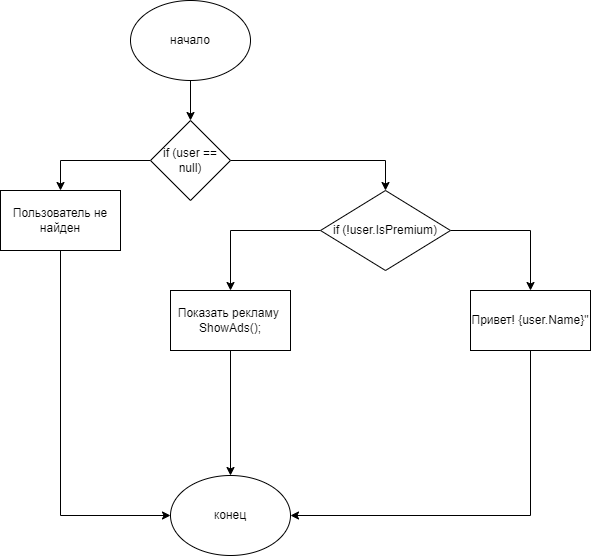 начало
if (user ==
null)
Пользователь не
найден
if (!user.IsPremium)
Показать рекламу
ShowAds();
Привет! {user.Name}"
конец